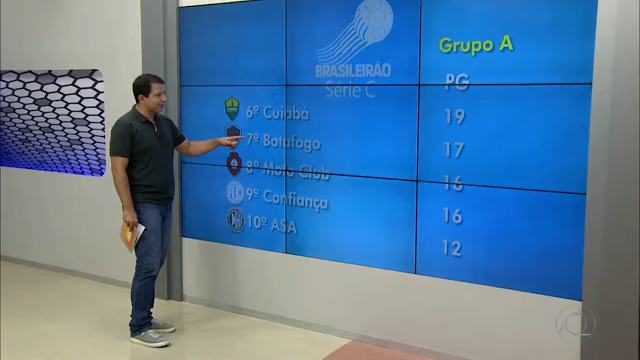 BRASILEIRÃO
Série C
Grupo A
PG
6º Cuiabá 19
7º Botafogo 17
8º Moto Club 16
9º Confiança 16
10º ASA 12